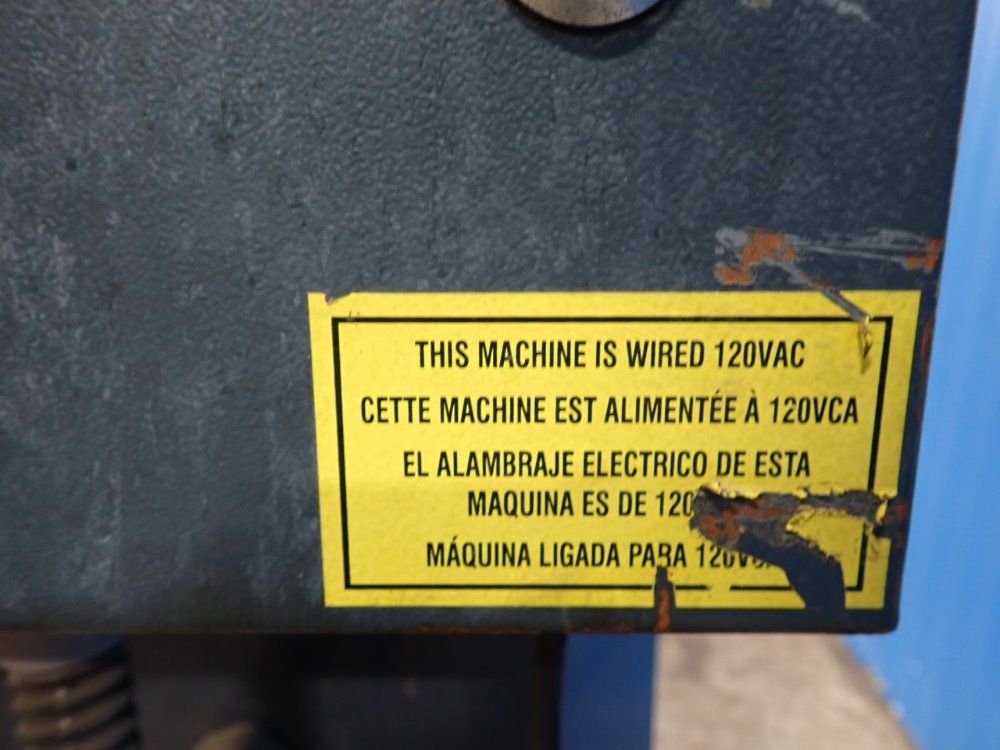 THIS MACHINE IS WIRED 120VAC
CETTE MACHINE EST ALIMENTÉE À 120VCA
EL ALAMBRAJE ELECTRICO DE ESTA
MAQUINA ES DE
MÁQUINA LIGADA PARA